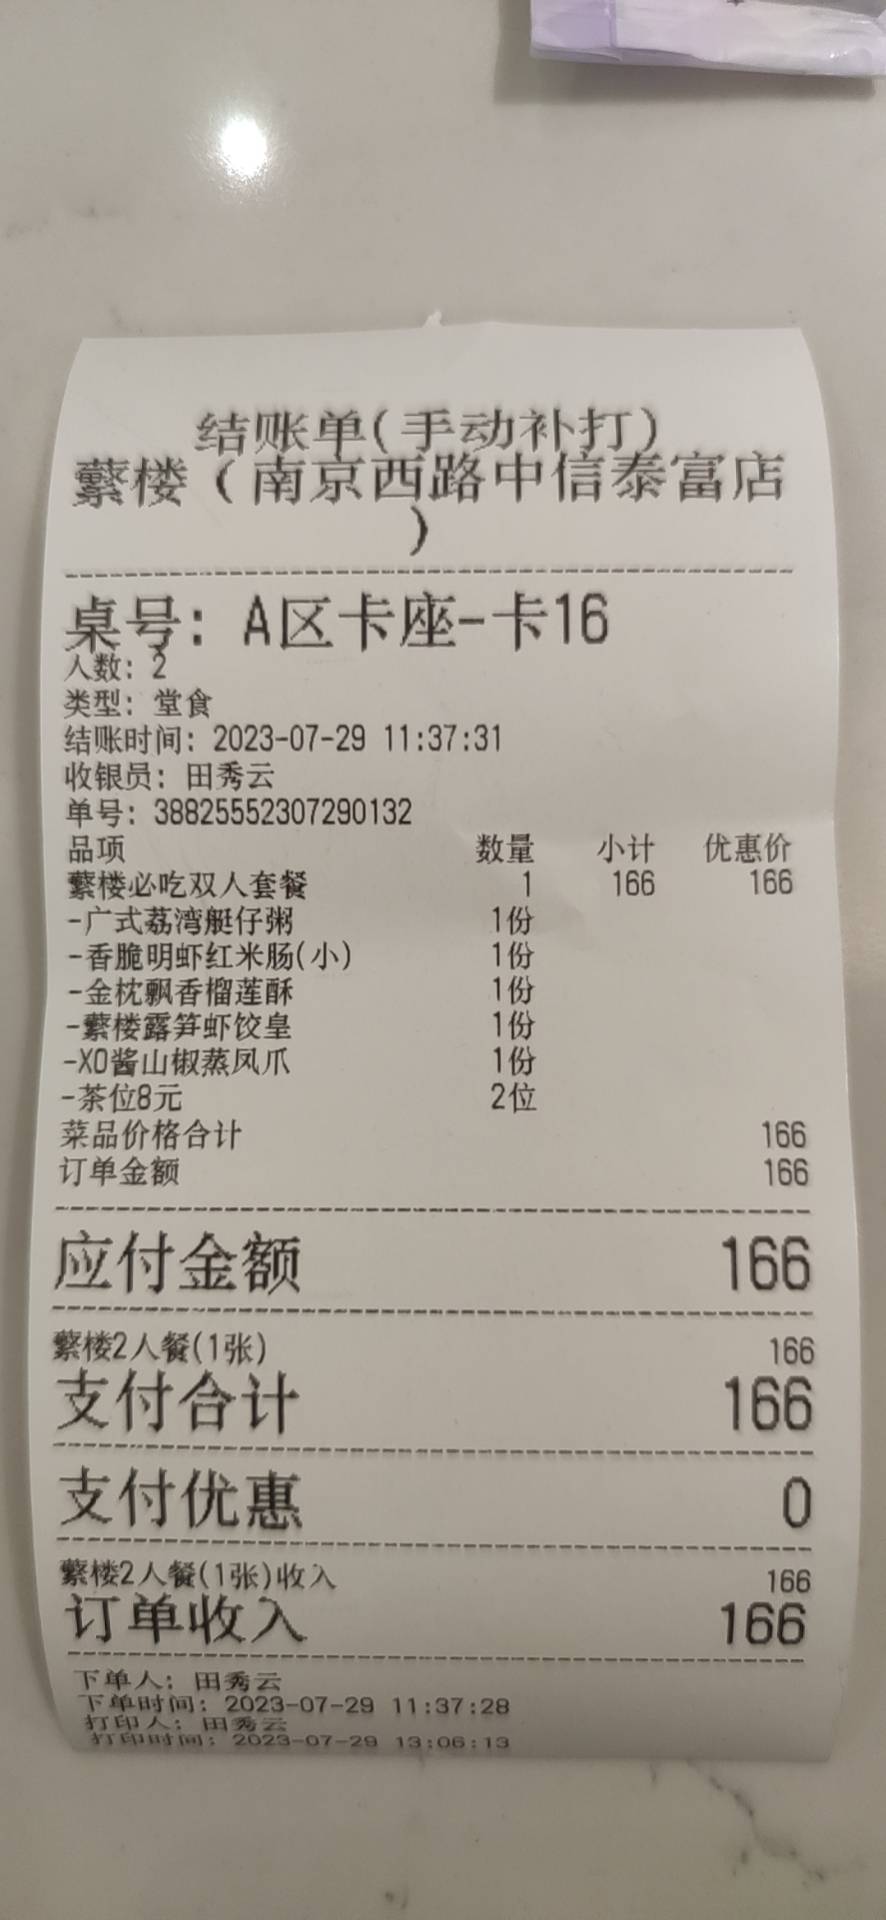 结账单(手动补打)
蘩楼（南京西路中信泰富店
）
桌号：A区卡座-卡16
人数：2
类型：堂食
结账时间：2023-07-29 11:37:31
收银员：田秀云
单号：38825552307290132
品项 数量 小计 优惠价
蘩楼必吃双人套餐 1 166 166
-广式荔湾艇仔粥 1份
-香脆明虾红米肠(小) 1份
-金枕飘香榴莲酥 1份
-蘩楼露笋虾饺皇 1份
-XO酱山椒蒸凤爪 1份
-茶位8元 2位
菜品价格合计 166
订单金额 166
应付金额 166
蘩楼2人餐(1张) 166
支付合计 166
支付优惠 0
蘩楼2人餐(1张)收入 166
订单收入 166
下单人：田秀云
下单时间：2023-07-29 11:37:28
打印人：田秀云
打印时间：2023-07-29 13:06:13